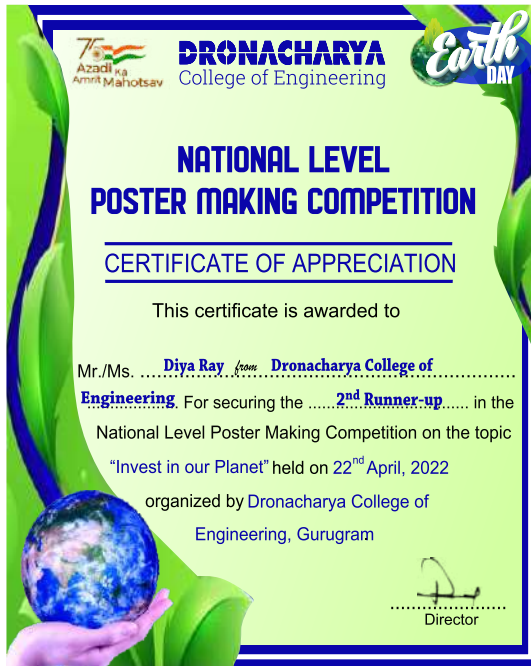 75
Azadi Ka
Amrit Mahotsav
DRONACHARYA
College of Engineering
Earth
DAY
NATIONAL LEVEL
POSTER MAKING COMPETITION
CERTIFICATE OF APPRECIATION
This certificate is awarded to
Mr./Ms. Diya Ray from Dronacharya College of
Engineering. For securing the 2nd Runner-up in the
National Level Poster Making Competition on the topic
“Invest in our Planet” held on 22nd April, 2022
organized by Dronacharya College of
Engineering, Gurugram
Director